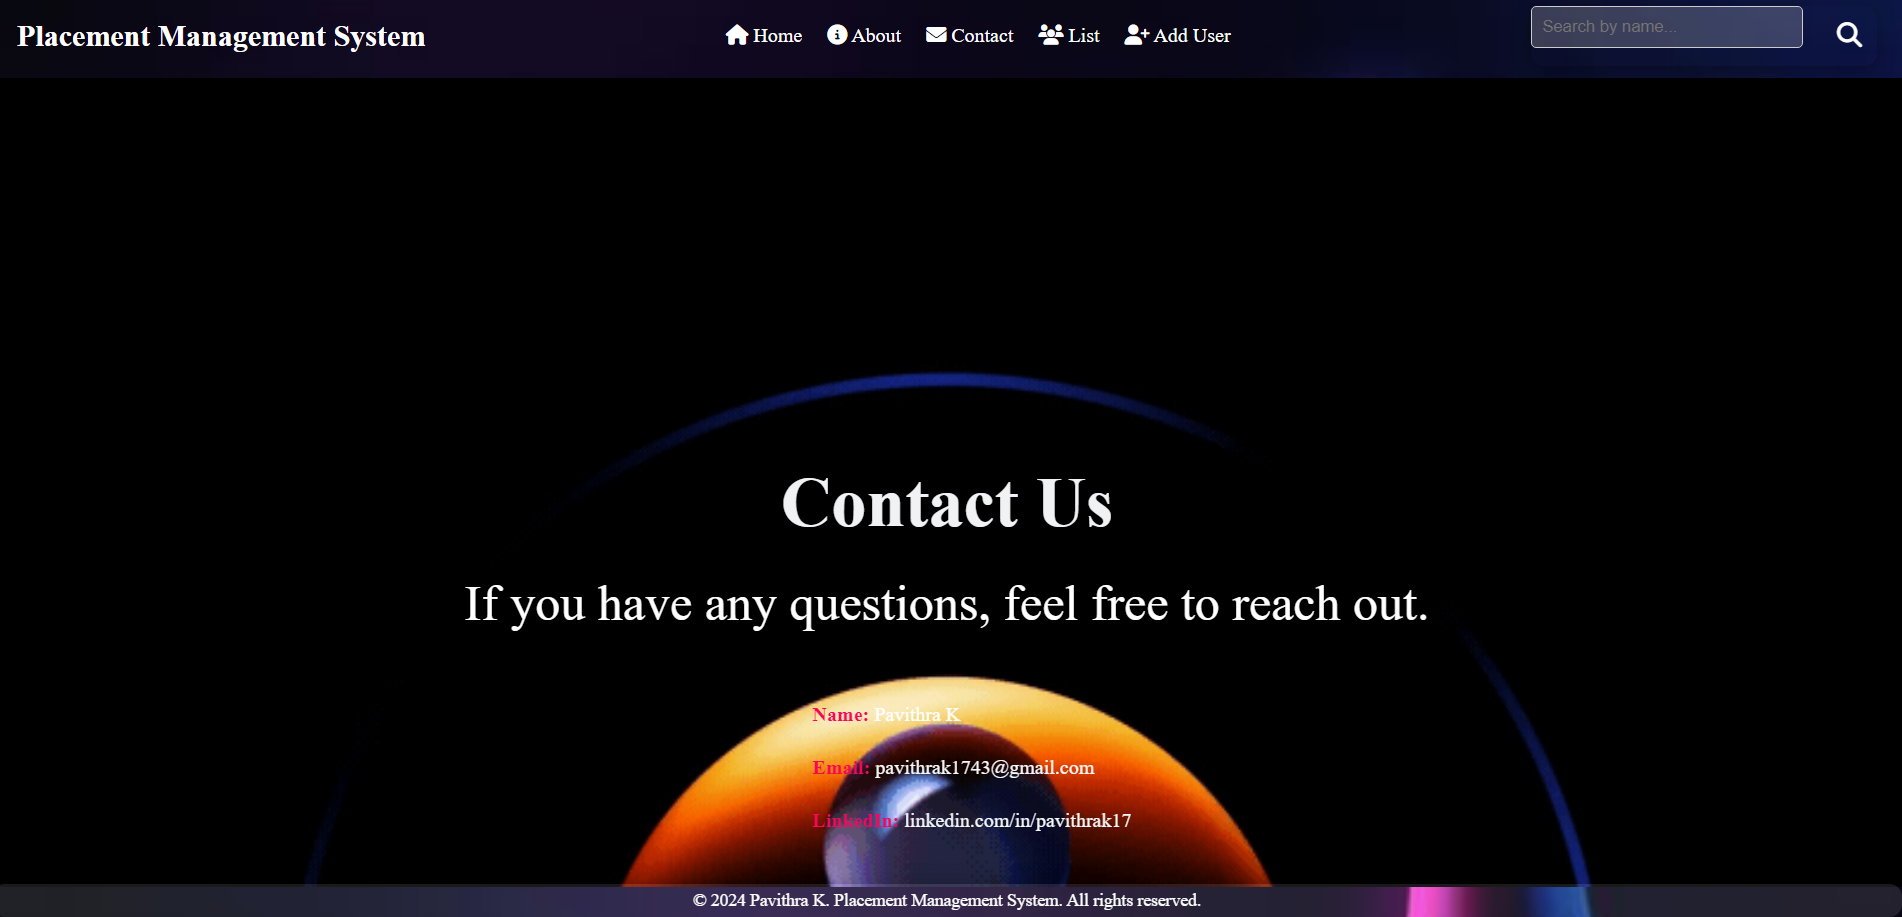 Placement Management System
Home About Contact List Add User
Search by name...
Contact Us
If you have any questions, feel free to reach out.
Name: Pavithra K
Email: pavithrak1743@gmail.com
LinkedIn: linkedin.com/in/pavithrak17
© 2024 Pavithra K. Placement Management System. All rights reserved.